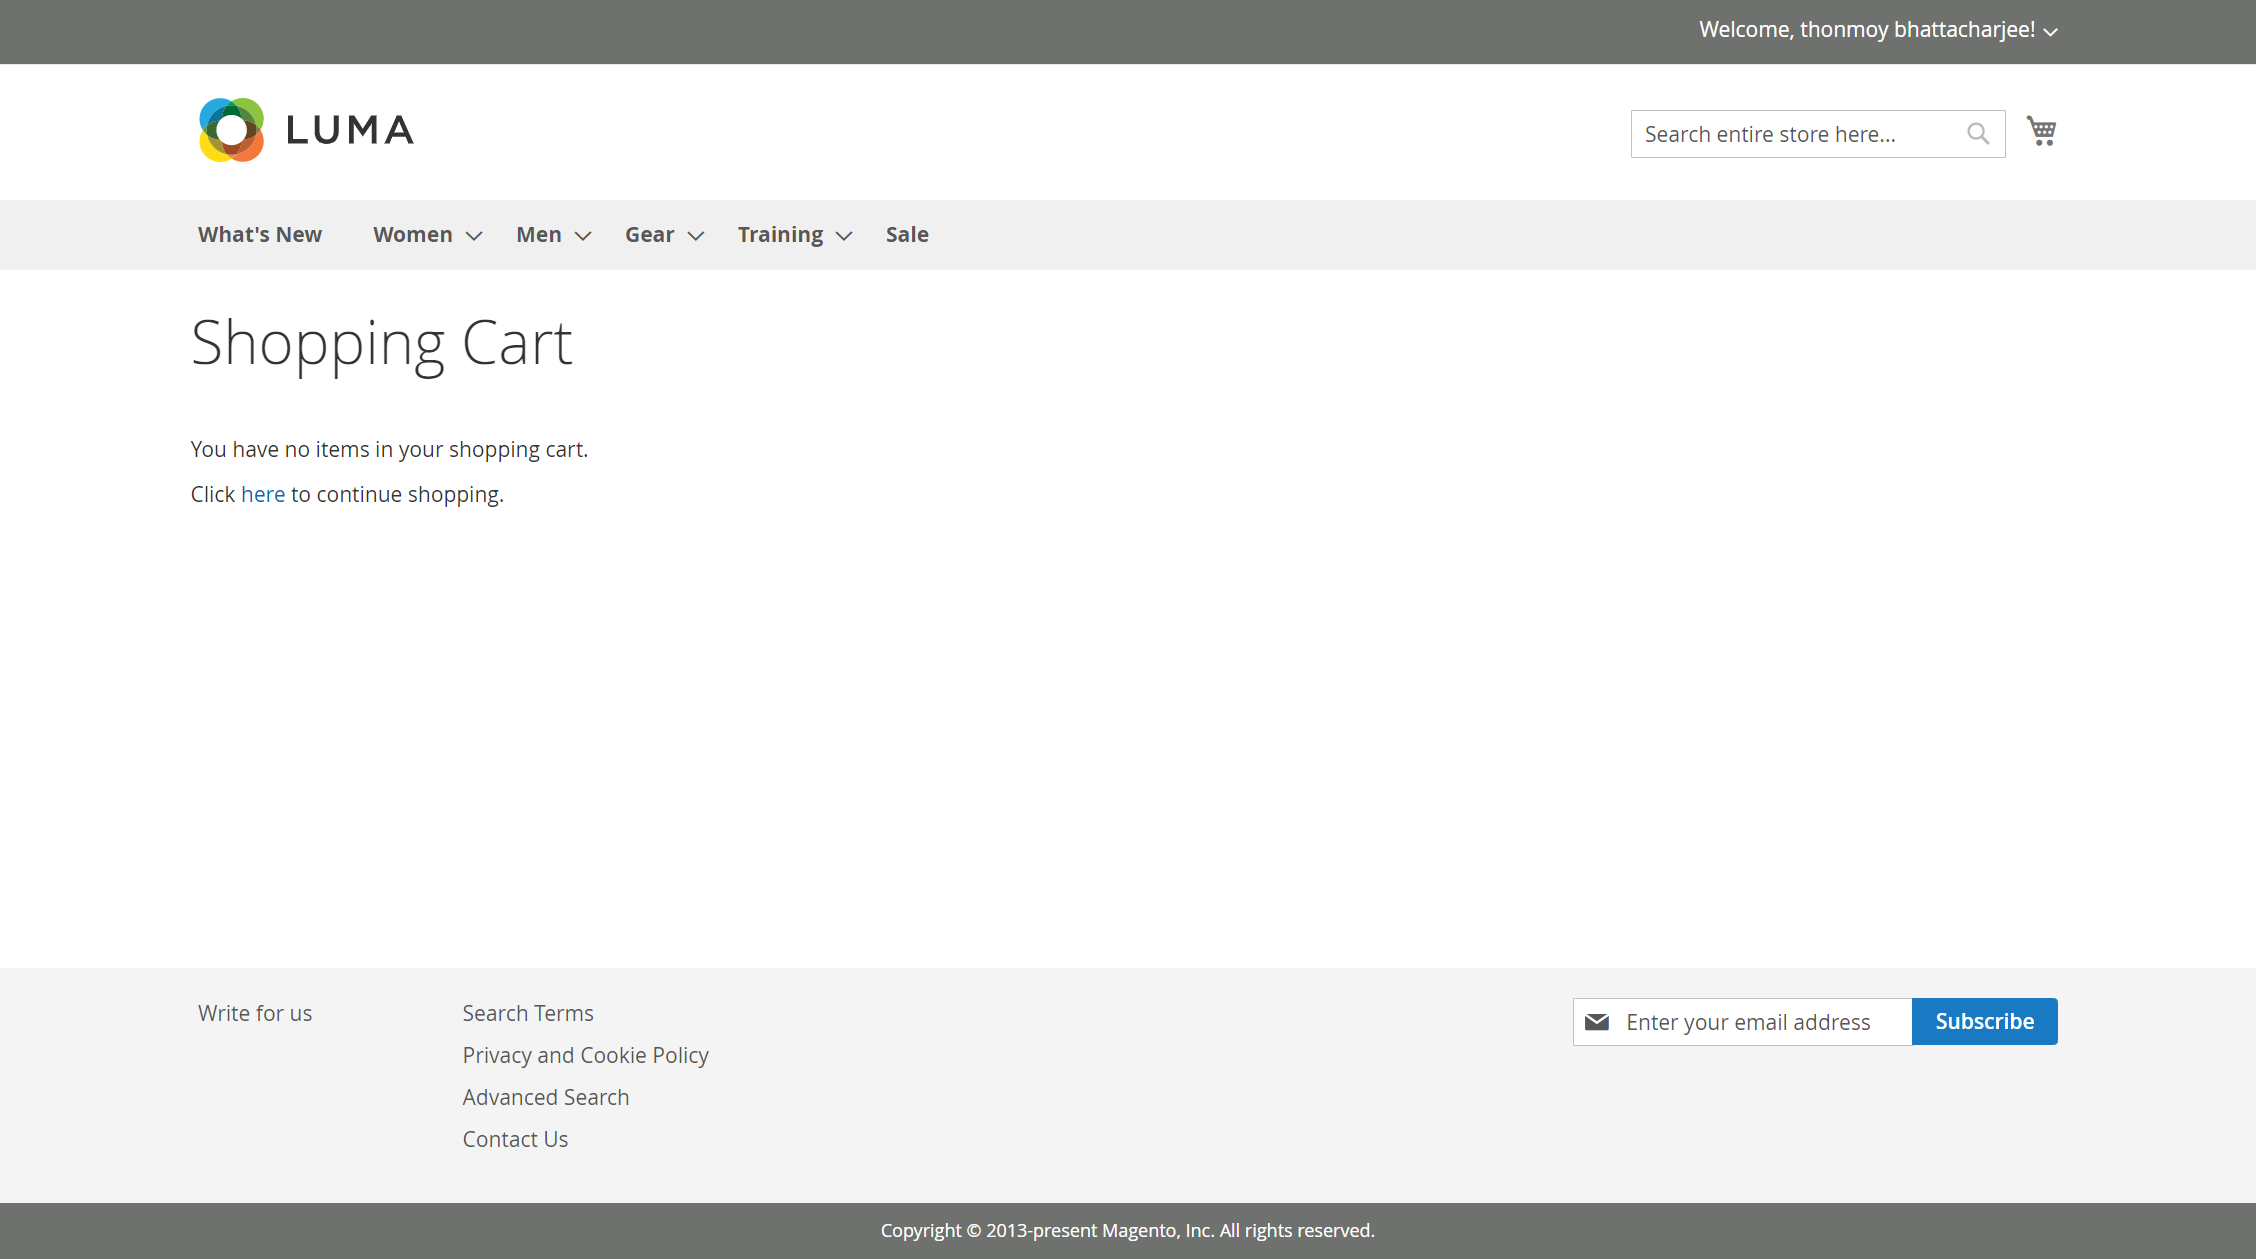 Welcome, thonmoy bhattacharjee!
LUMA
Search entire store here...
What's New Women Men Gear Training Sale
Shopping Cart
You have no items in your shopping cart.
Click here to continue shopping.
Write for us
Search Terms
Privacy and Cookie Policy
Advanced Search
Contact Us
Enter your email address
Subscribe
Copyright © 2013-present Magento, Inc. All rights reserved.